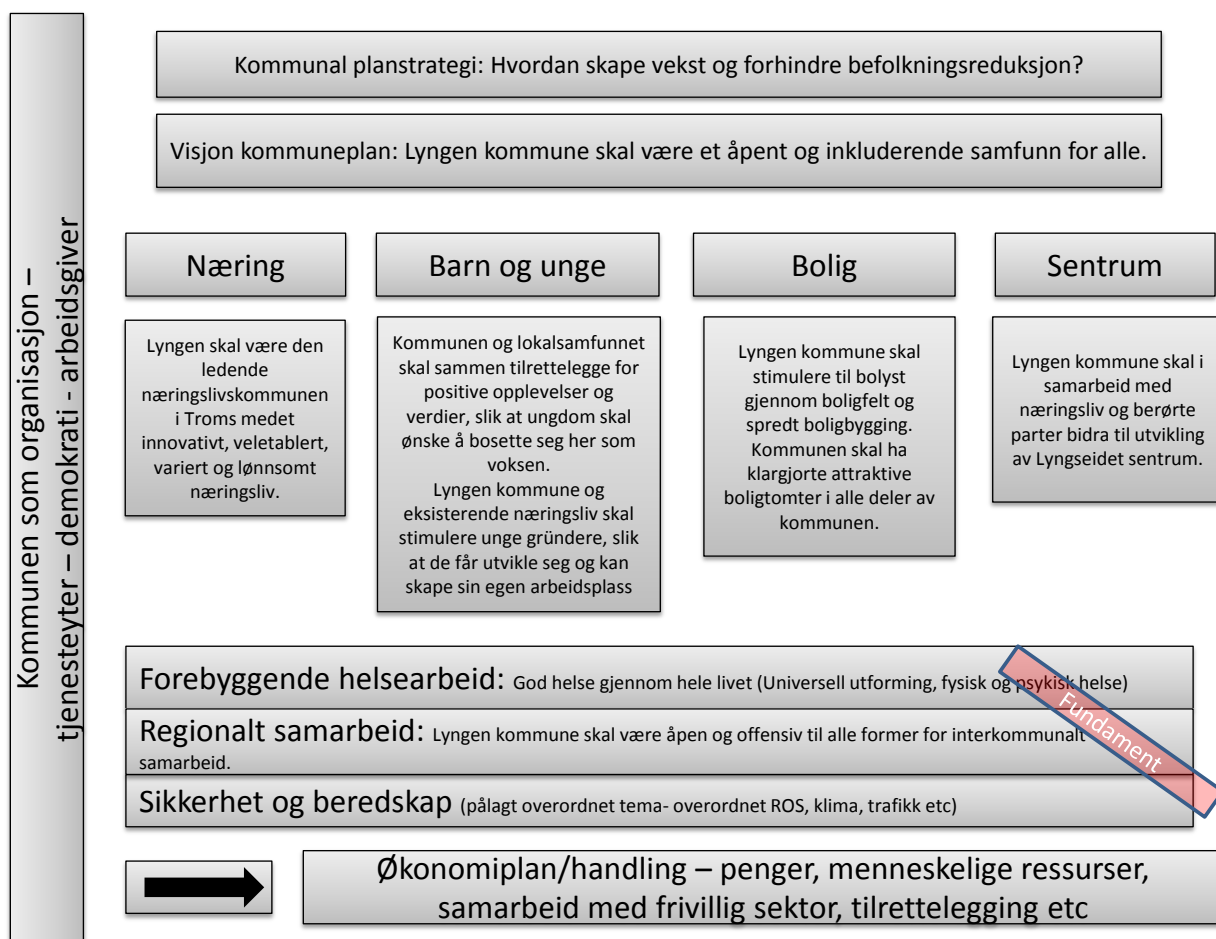 Kommunen som organisasjon –
tjenesteyter – demokrati - arbeidsgiver
Kommunal planstrategi: Hvordan skape vekst og forhindre befolkningsreduksjon?
Visjon kommuneplan: Lyngen kommune skal være et åpent og inkluderende samfunn for alle.
Næring
Lyngen skal være den
ledende
næringslivskommunen
i Troms medet
innovativt, veletablert,
variert og lønnsomt
næringsliv.
Barn og unge
Kommunen og lokalsamfunnet
skal sammen tilrettelegge for
positive opplevelser og
verdier, slik at ungdom skal
ønske å bosette seg her som
voksen.
Lyngen kommune og
eksisterende næringsliv skal
stimulere unge gründere, slik
at de får utvikle seg og kan
skape sin egen arbeidsplass
Bolig
Lyngen kommune skal
stimulere til bolyst
gjennom boligfelt og
spredt boligbygging.
Kommunen skal ha
klargjorte attraktive
boligtomter i alle deler av
kommunen.
Sentrum
Lyngen kommune skal i
samarbeid med
næringsliv og berørte
parter bidra til utvikling
av Lyngseidet sentrum.
Forebyggende helsearbeid: God helse gjennom hele livet (Universell utforming, fysisk og psykisk helse)
Regionalt samarbeid: Lyngen kommune skal være åpen og offensiv til alle former for interkommunalt
samarbeid.
Sikkerhet og beredskap (pålagt overordnet tema- overordnet ROS, klima, trafikk etc)
Fundament
Økonomiplan/handling – penger, menneskelige ressurser,
samarbeid med frivillig sektor, tilrettelegging etc